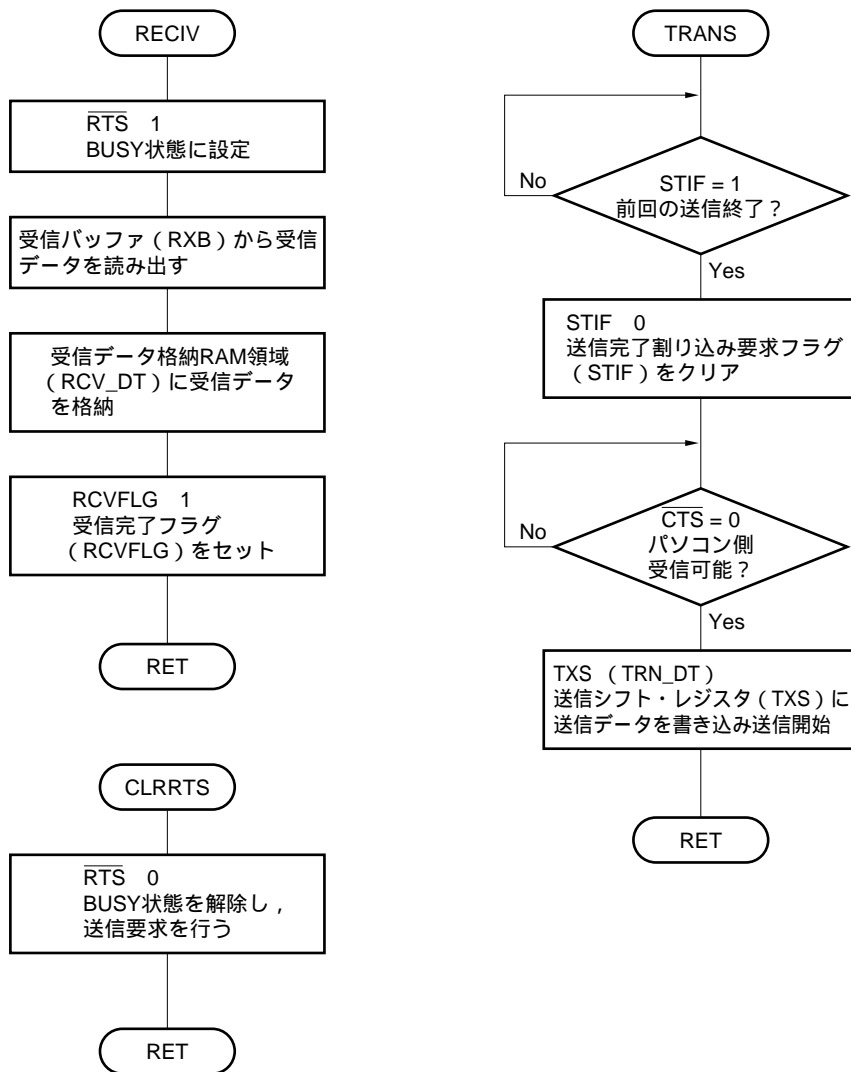 RECIV
R̅T̅S̅ 1
BUSY状態に設定
受信バッファ（RXB）から受信
データを読み出す
受信データ格納RAM領域
（RCV_DT）に受信データ
を格納
RCVFLG 1
受信完了フラグ
（RCVFLG）をセット
RET
CLRRTS
R̅T̅S̅ 0
BUSY状態を解除し，
送信要求を行う
RET
TRANS
No
STIF = 1
前回の送信終了？
Yes
STIF 0
送信完了割り込み要求フラグ
（STIF）をクリア
No
C̅T̅S̅ = 0
パソコン側
受信可能？
Yes
TXS （TRN_DT）
送信シフト・レジスタ（TXS）に
送信データを書き込み送信開始
RET